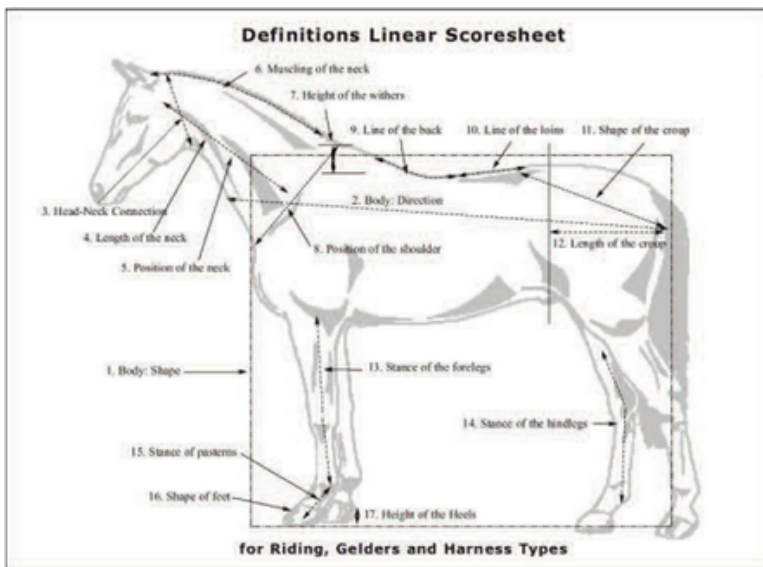 Definitions Linear Scoresheet
6. Muscling of the neck
7. Height of the withers
9. Line of the back
10. Line of the loins
11. Shape of the croup
3. Head-Neck Connection
2. Body: Direction
4. Length of the neck
8. Position of the shoulder
12. Length of the croup
5. Position of the neck
1. Body: Shape
13. Stance of the forelegs
14. Stance of the hindlegs
15. Stance of pasterns
16. Shape of feet
17. Height of the Heels
for Riding, Gelders and Harness Types